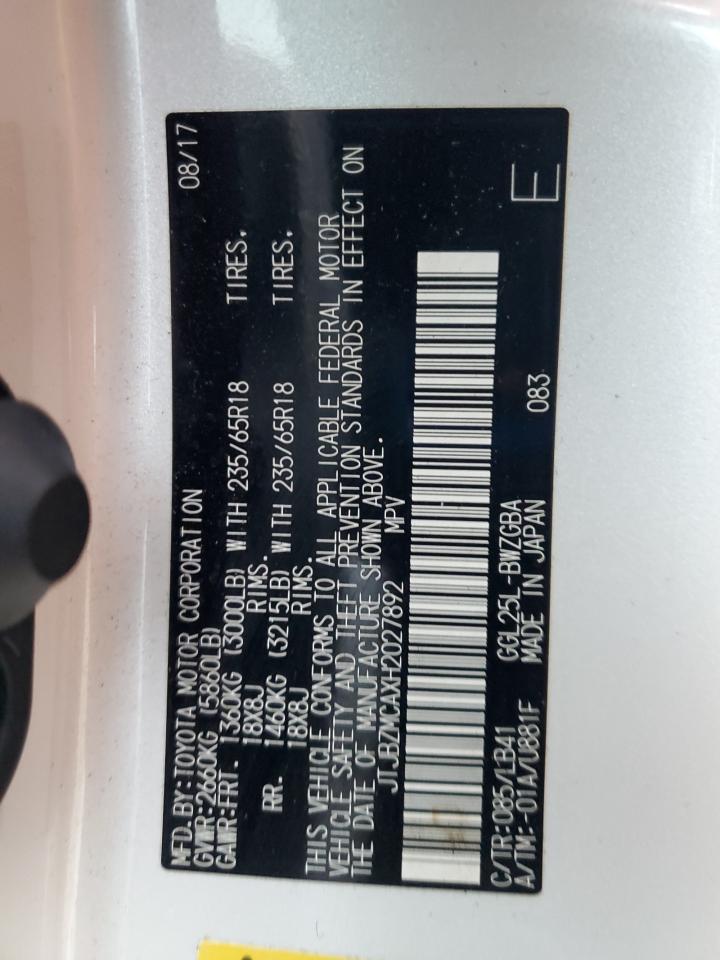 MFD.BY:TOYOTA MOTOR CORPORATION 08/17
GVWR:2660KG (5860LB)
GAWR:FRT. 1360KG (3000LB) WITH 235/65R18 TIRES.
18X8J RIMS.
RR. 1460KG (3215LB) WITH 235/65R18 TIRES.
18X8J RIMS.
THIS VEHICLE CONFORMS TO ALL APPLICABLE FEDERAL MOTOR
VEHICLE SAFETY AND THEFT PREVENTION STANDARDS IN EFFECT ON
THE DATE OF MANUFACTURE SHOWN ABOVE.
JTJBZMCAXH2027892 MPV
C/TR:085/LB41 GGL25L-BWZGBA 083 E
A/TM:-01A/U881F MADE IN JAPAN